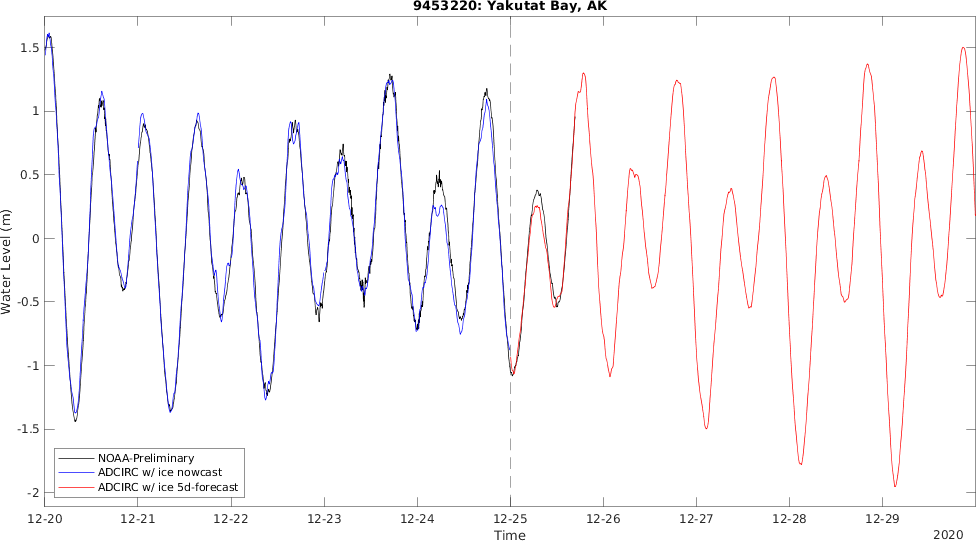 9453220: Yakutat Bay, AK
Water Level (m)
1.5
1
0.5
0
-0.5
-1
-1.5
-2
NOAA-Preliminary
ADCIRC w/ ice nowcast
ADCIRC w/ ice 5d-forecast
12-20 12-21 12-22 12-23 12-24 12-25 12-26 12-27 12-28 12-29
Time
2020